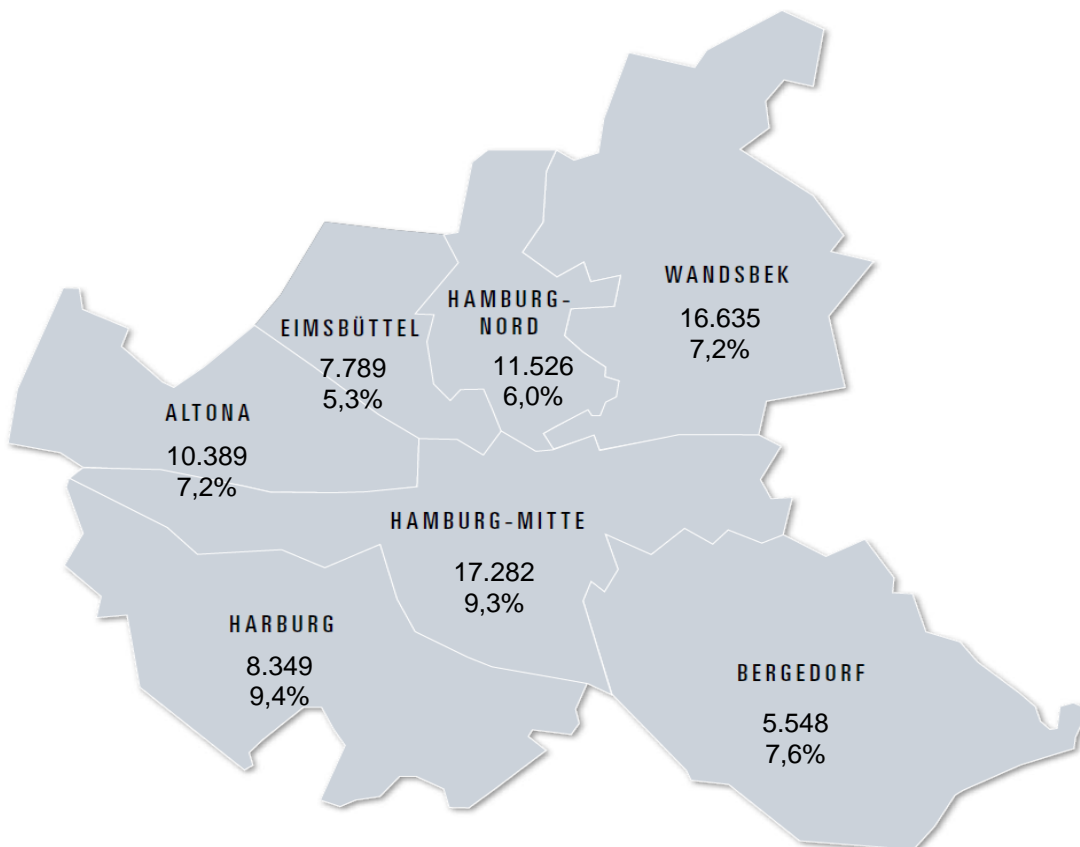 WANDSBEK
16.635
7,2%
HAMBURG-
NORD
11.526
6,0%
EIMSBÜTTEL
7.789
5,3%
ALTONA
10.389
7,2%
HAMBURG-MITTE
17.282
9,3%
HARBURG
8.349
9,4%
BERGEDORF
5.548
7,6%